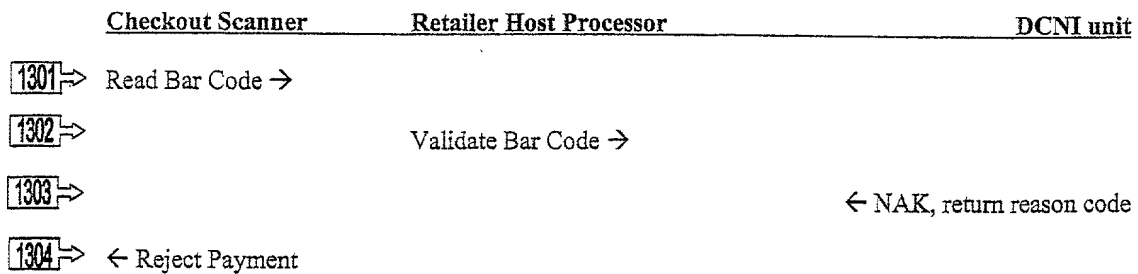 Checkout Scanner Retailer Host Processor DCNI unit
1301 Read Bar Code →
1302 Validate Bar Code →
1303 ← NAK, return reason code
1304 ← Reject Payment